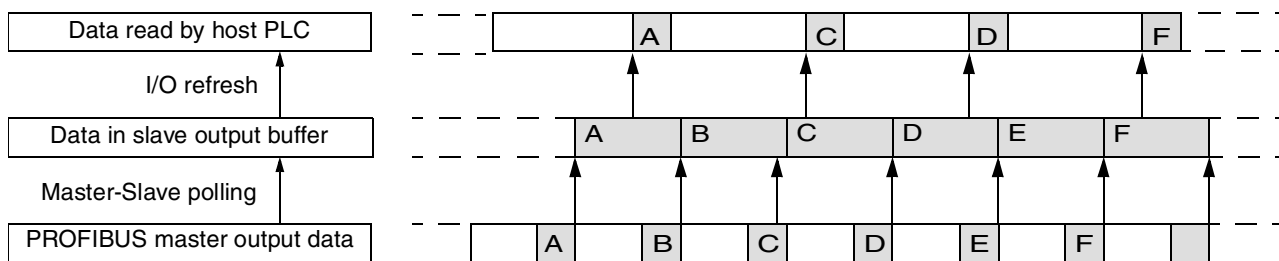 Data read by host PLC
A C D F
I/O refresh
Data in slave output buffer
A B C D E F
Master-Slave polling
PROFIBUS master output data
A B C D E F